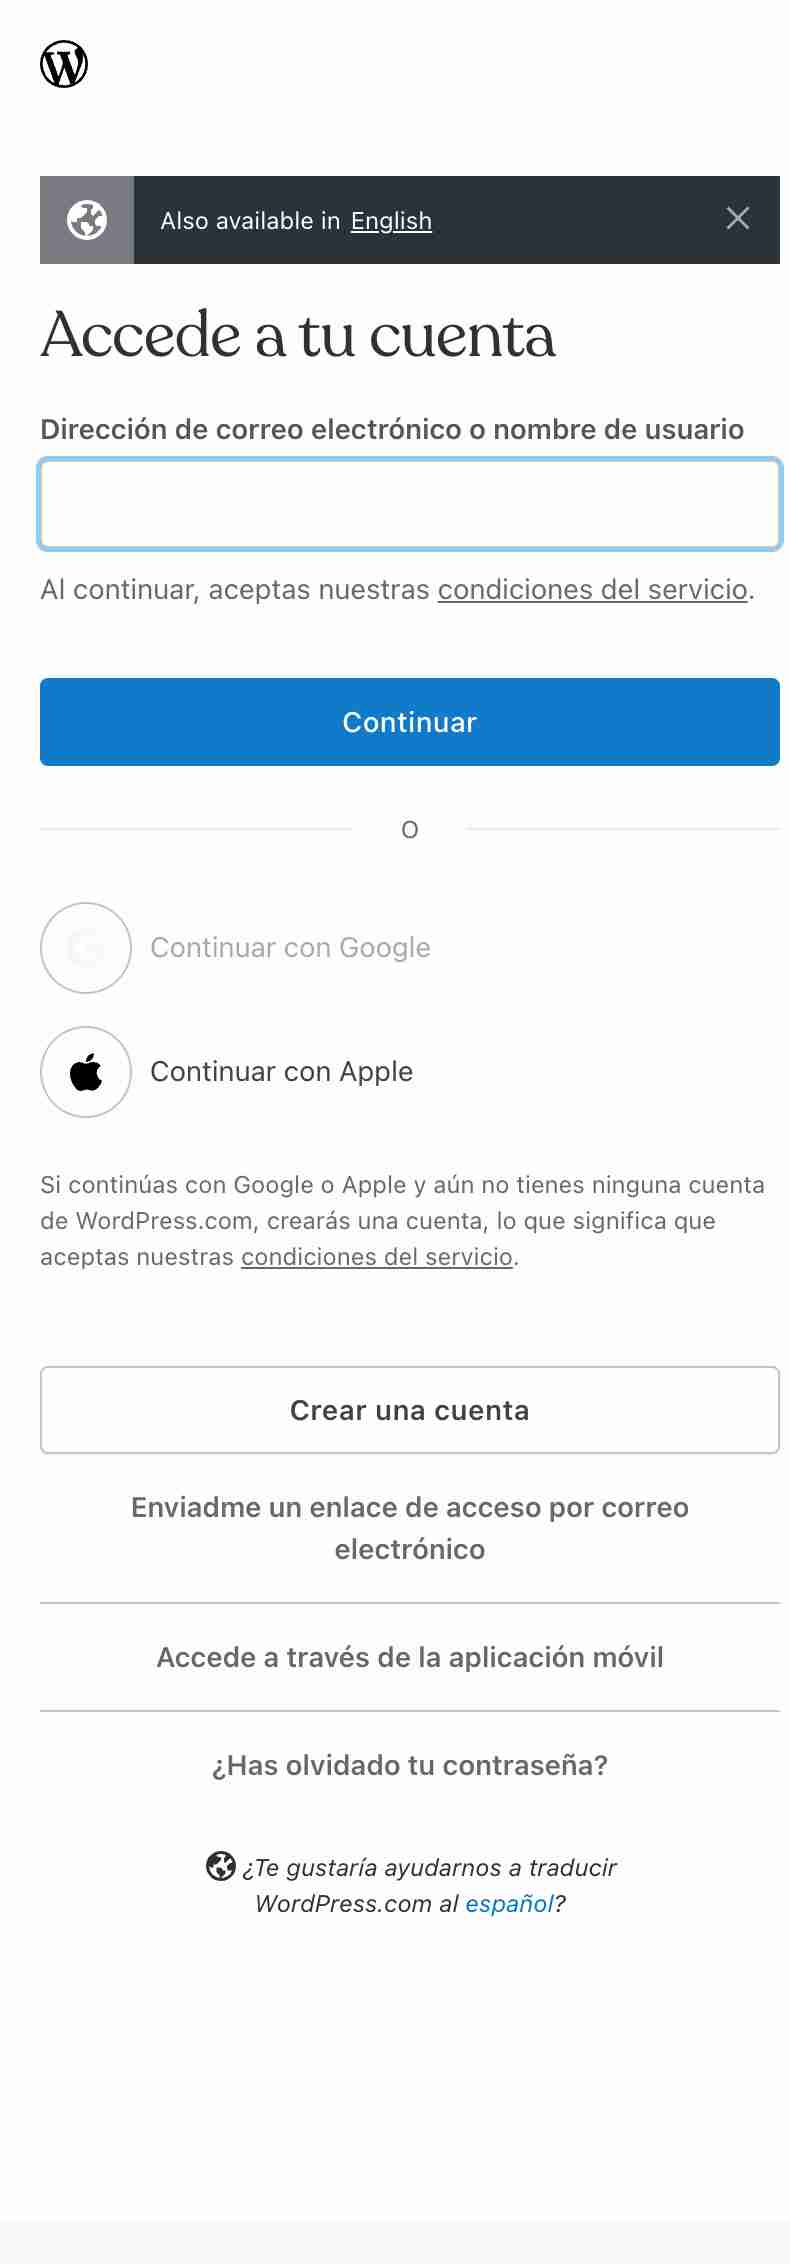 Also available in English
Accede a tu cuenta
Dirección de correo electrónico o nombre de usuario
Al continuar, aceptas nuestras condiciones del servicio.
Continuar
O
Continuar con Google
Continuar con Apple
Si continúas con Google o Apple y aún no tienes ninguna cuenta
de WordPress.com, crearás una cuenta, lo que significa que
aceptas nuestras condiciones del servicio.
Crear una cuenta
Enviadme un enlace de acceso por correo
electrónico
Accede a través de la aplicación móvil
¿Has olvidado tu contraseña?
¿Te gustaría ayudarnos a traducir
WordPress.com al español?